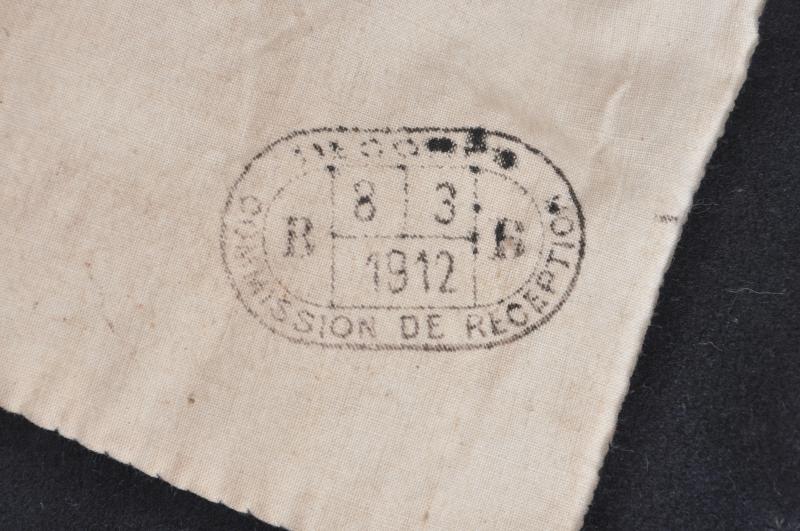 8 3
B B
1912
COMMISSION DE RECEPTION